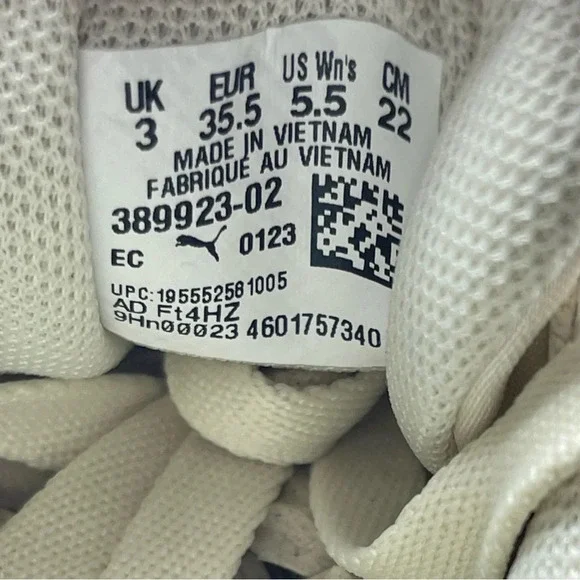 UK EUR US Wn's CM
3 35.5 5.5 22
MADE IN VIETNAM
FABRIQUÉ AU VIETNAM
389923-02
EC 0123
UPC:195552581005
AD Ft4HZ
9Hn00023 4601757340